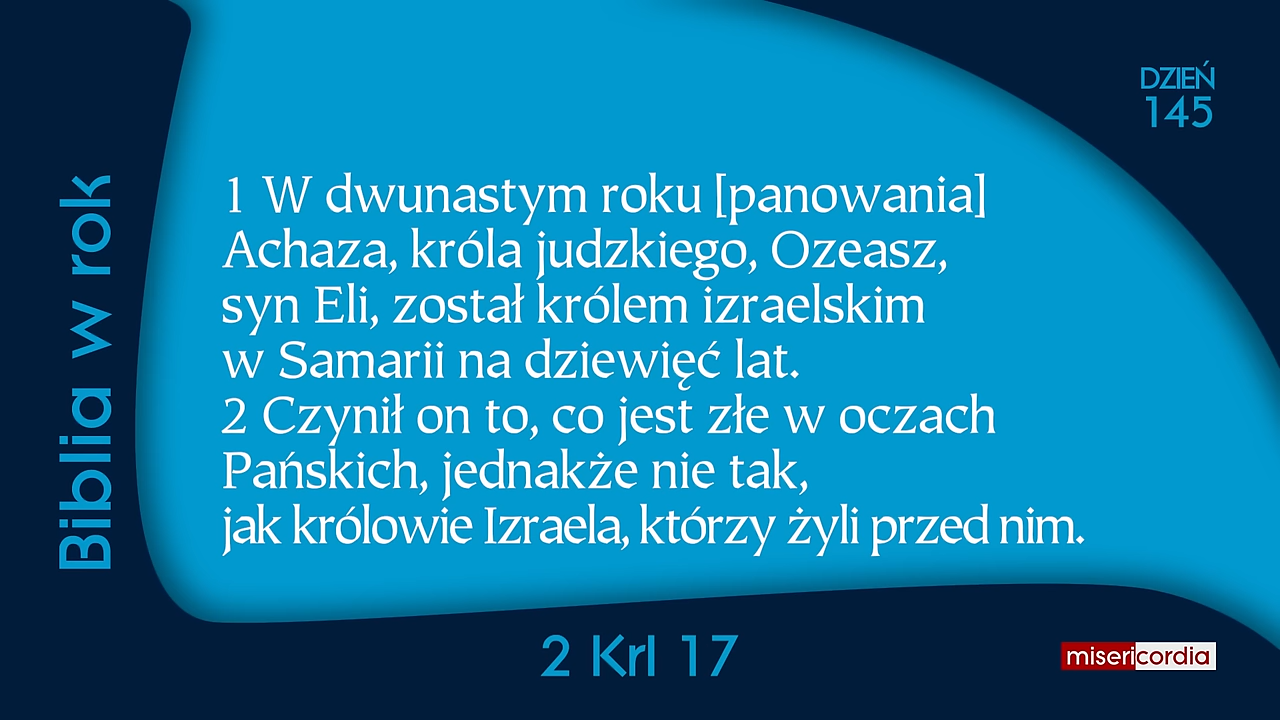 DZIEŃ
145
Biblia w rok
1 W dwunastym roku [panowania]
Achaza, króla judzkiego, Ozeasz,
syn Eli, został królem izraelskim
w Samarii na dziewięć lat.
2 Czynił on to, co jest złe w oczach
Pańskich, jednakże nie tak,
jak królowie Izraela, którzy żyli przed nim.
2 Krl 17
misericordia